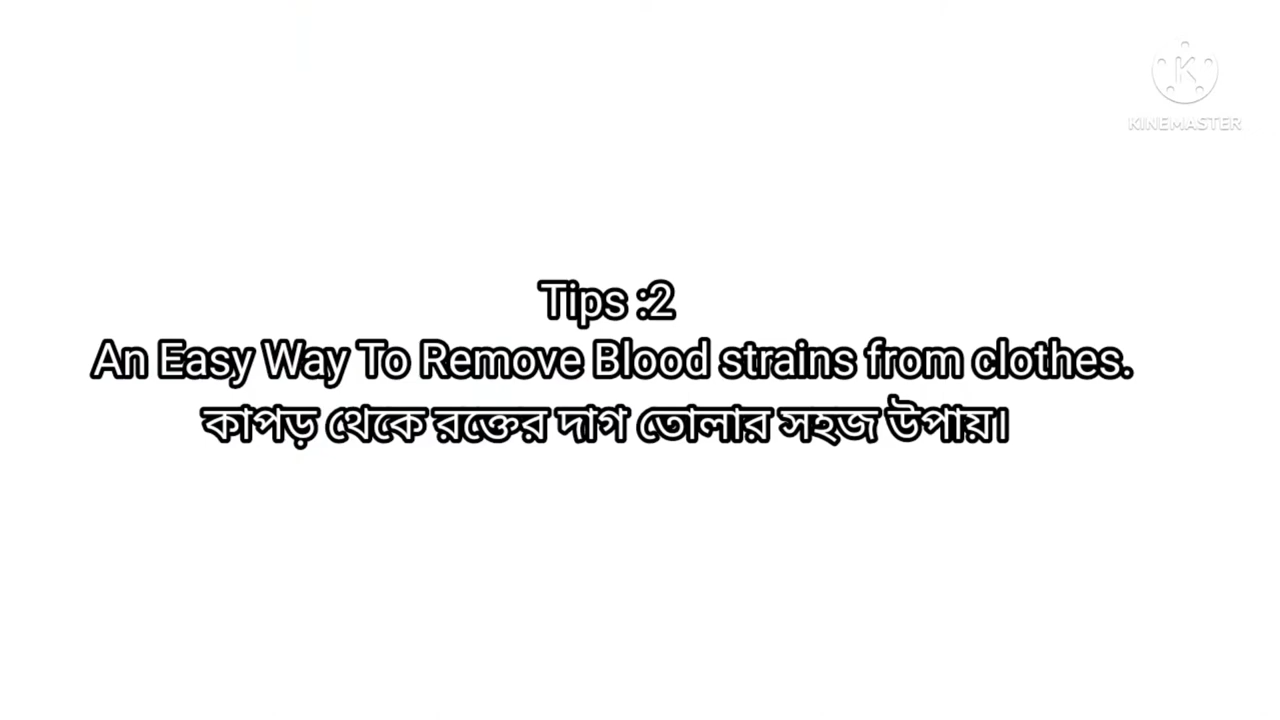 KINEMASTER
Tips :2
An Easy Way To Remove Blood strains from clothes.
কাপড় থেকে রক্তের দাগ তোলার সহজ উপায়।